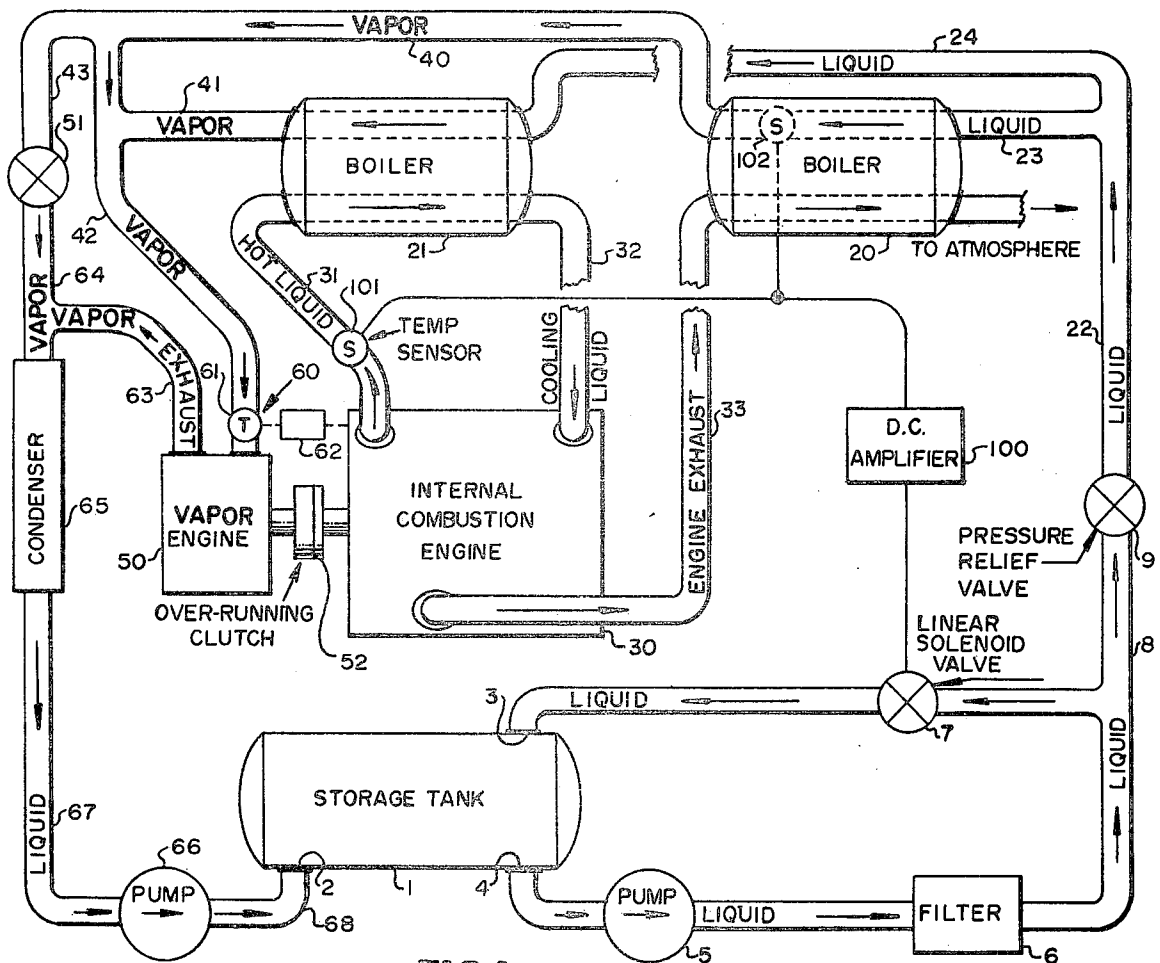 VAPOR
40
24
LIQUID
43
41
VAPOR
51
S
102
LIQUID
23
BOILER
BOILER
42
VAPOR
21
32
20
TO ATMOSPHERE
HOT LIQUID
31
101
64
VAPOR
VAPOR
S
TEMP
SENSOR
COOLING
LIQUID
22
LIQUID
EXHAUST
63
61
60
T
62
ENGINE EXHAUST
33
D.C.
AMPLIFIER
100
CONDENSER
65
INTERNAL
COMBUSTION
ENGINE
VAPOR
ENGINE
50
PRESSURE
RELIEF
VALVE
9
OVER-RUNNING
CLUTCH
52
30
LINEAR
SOLENOID
VALVE
8
3
LIQUID
7
LIQUID
STORAGE TANK
LIQUID
67
66
PUMP
2
1
4
68
PUMP
5
LIQUID
FILTER
6